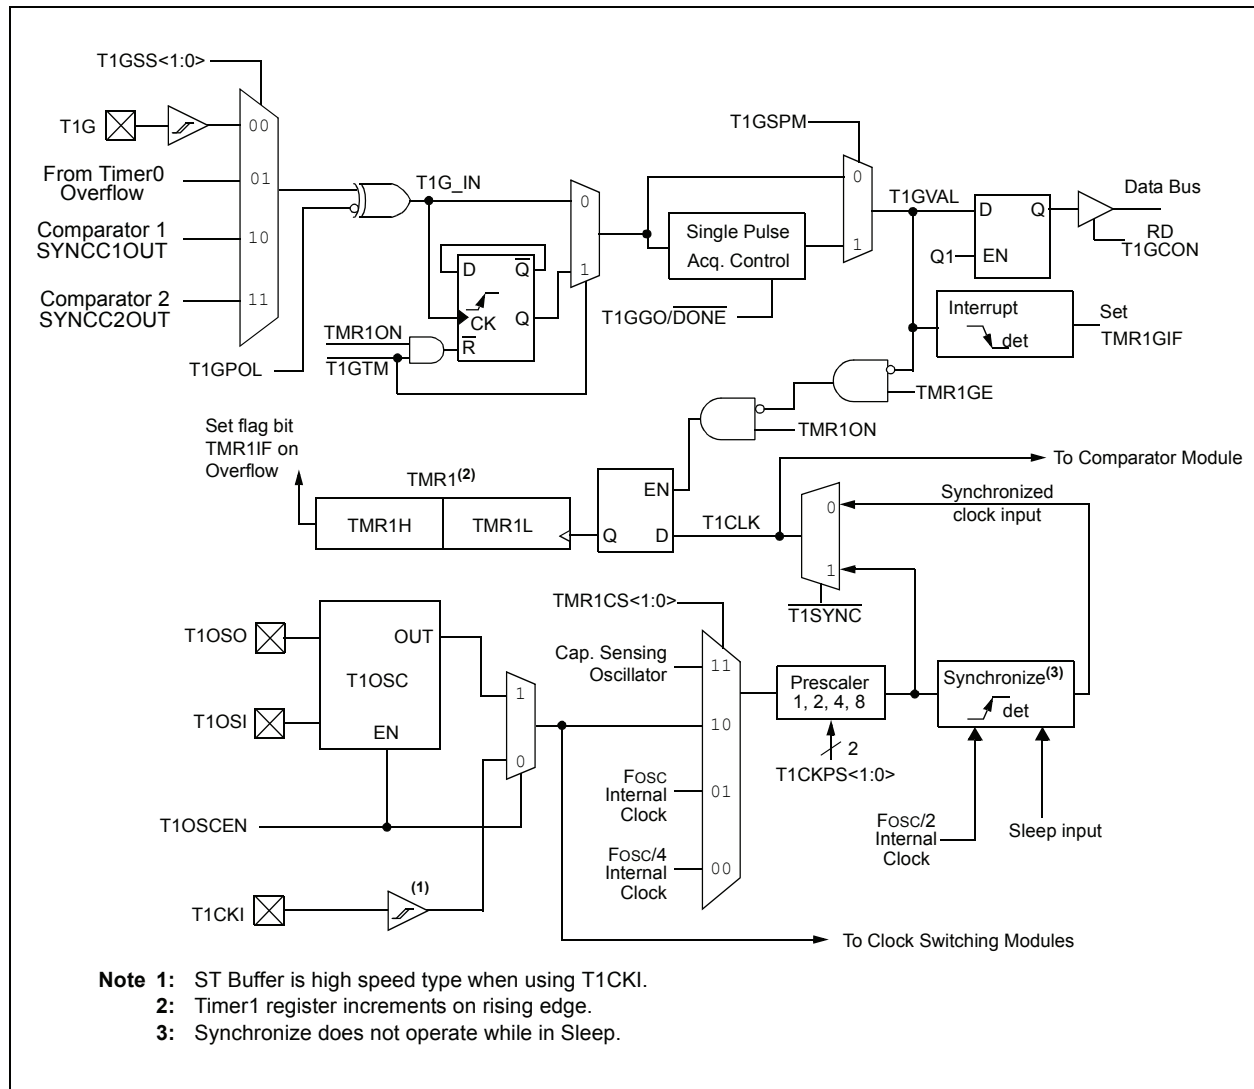 T1GSS<1:0>
T1G
00
From Timer0
Overflow
01
Comparator 1
SYNCC1OUT
10
Comparator 2
SYNCC2OUT
11
T1GPOL
T1G_IN
0
1
D
Q
CK
Q
R
TMR1ON
T1GTM
T1GSPM
0
1
Single Pulse
Acq. Control
T1GGO/DONE
T1GVAL
D
Q
Q1
EN
Data Bus
RD
T1GCON
Interrupt
det
Set
TMR1GIF
TMR1GE
TMR1ON
Set flag bit
TMR1IF on
Overflow
TMR1(2)
TMR1H
TMR1L
EN
Q
D
T1CLK
To Comparator Module
0
1
Synchronized
clock input
T1SYNC
TMR1CS<1:0>
T1OSO
OUT
T1OSC
T1OSI
EN
1
0
T1OSCEN
T1CKI
(1)
Cap. Sensing
Oscillator
11
10
FOSC
Internal
Clock
01
FOSC/4
Internal
Clock
00
Prescaler
1, 2, 4, 8
2
T1CKPS<1:0>
Synchronize(3)
det
FOSC/2
Internal
Clock
Sleep input
To Clock Switching Modules
Note 1: ST Buffer is high speed type when using T1CKI.
2: Timer1 register increments on rising edge.
3: Synchronize does not operate while in Sleep.